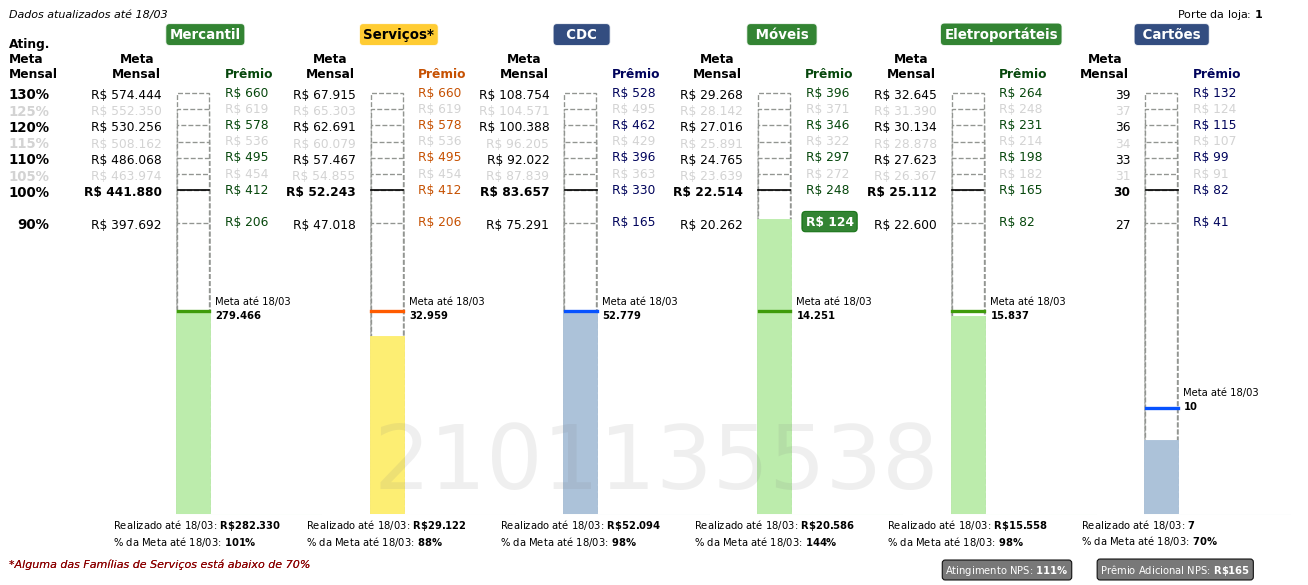 Dados atualizados até 18/03
Porte da loja: 1
Mercantil Serviços* CDC Móveis Eletroportáteis Cartões
Ating. Meta Mensal
Meta Mensal Prêmio Meta Mensal Prêmio Meta Mensal Prêmio Meta Mensal Prêmio Meta Mensal Prêmio Meta Mensal Prêmio
130% R$ 574.444 R$ 660 R$ 67.915 R$ 660 R$ 108.754 R$ 528 R$ 29.268 R$ 396 R$ 32.645 R$ 264 39 R$ 132
125% R$ 552.350 R$ 619 R$ 65.303 R$ 619 R$ 104.571 R$ 495 R$ 28.142 R$ 371 R$ 31.390 R$ 248 37 R$ 124
120% R$ 530.256 R$ 578 R$ 62.691 R$ 578 R$ 100.388 R$ 462 R$ 27.016 R$ 346 R$ 30.134 R$ 231 36 R$ 115
115% R$ 508.162 R$ 536 R$ 60.079 R$ 536 R$ 96.205 R$ 429 R$ 25.891 R$ 322 R$ 28.878 R$ 214 34 R$ 107
110% R$ 486.068 R$ 495 R$ 57.467 R$ 495 R$ 92.022 R$ 396 R$ 24.765 R$ 297 R$ 27.623 R$ 198 33 R$ 99
105% R$ 463.974 R$ 454 R$ 54.855 R$ 454 R$ 87.839 R$ 363 R$ 23.639 R$ 272 R$ 26.367 R$ 182 31 R$ 91
100% R$ 441.880 R$ 412 R$ 52.243 R$ 412 R$ 83.657 R$ 330 R$ 22.514 R$ 248 R$ 25.112 R$ 165 30 R$ 82
90% R$ 397.692 R$ 206 R$ 47.018 R$ 206 R$ 75.291 R$ 165 R$ 20.262 R$ 124 R$ 22.600 R$ 82 27 R$ 41
Meta até 18/03 Meta até 18/03 Meta até 18/03 Meta até 18/03 Meta até 18/03
279.466 32.959 52.779 14.251 15.837
Meta até 18/03
10
2101135538
Realizado até 18/03: R$282.330 Realizado até 18/03: R$29.122 Realizado até 18/03: R$52.094 Realizado até 18/03: R$20.586 Realizado até 18/03: R$15.558 Realizado até 18/03: 7
% da Meta até 18/03: 101% % da Meta até 18/03: 88% % da Meta até 18/03: 98% % da Meta até 18/03: 144% % da Meta até 18/03: 98% % da Meta até 18/03: 70%
*Alguma das Famílias de Serviços está abaixo de 70%
Atingimento NPS: 111% Prêmio Adicional NPS: R$165